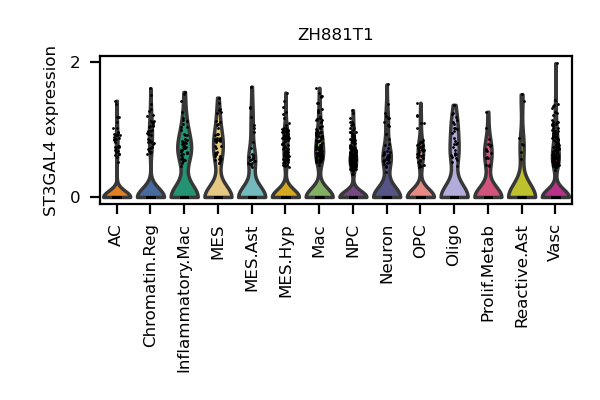 ZH881T1
ST3GAL4 expression
2
0
AC
Chromatin.Reg
Inflammatory.Mac
MES
MES.Ast
MES.Hyp
Mac
NPC
Neuron
OPC
Oligo
Prolif.Metab
Reactive.Ast
Vasc